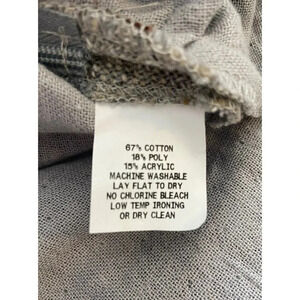 67% COTTON
18% POLY
15% ACRYLIC
MACHINE WASHABLE
LAY FLAT TO DRY
NO CHLORINE BLEACH
LOW TEMP IRONING
OR DRY CLEAN